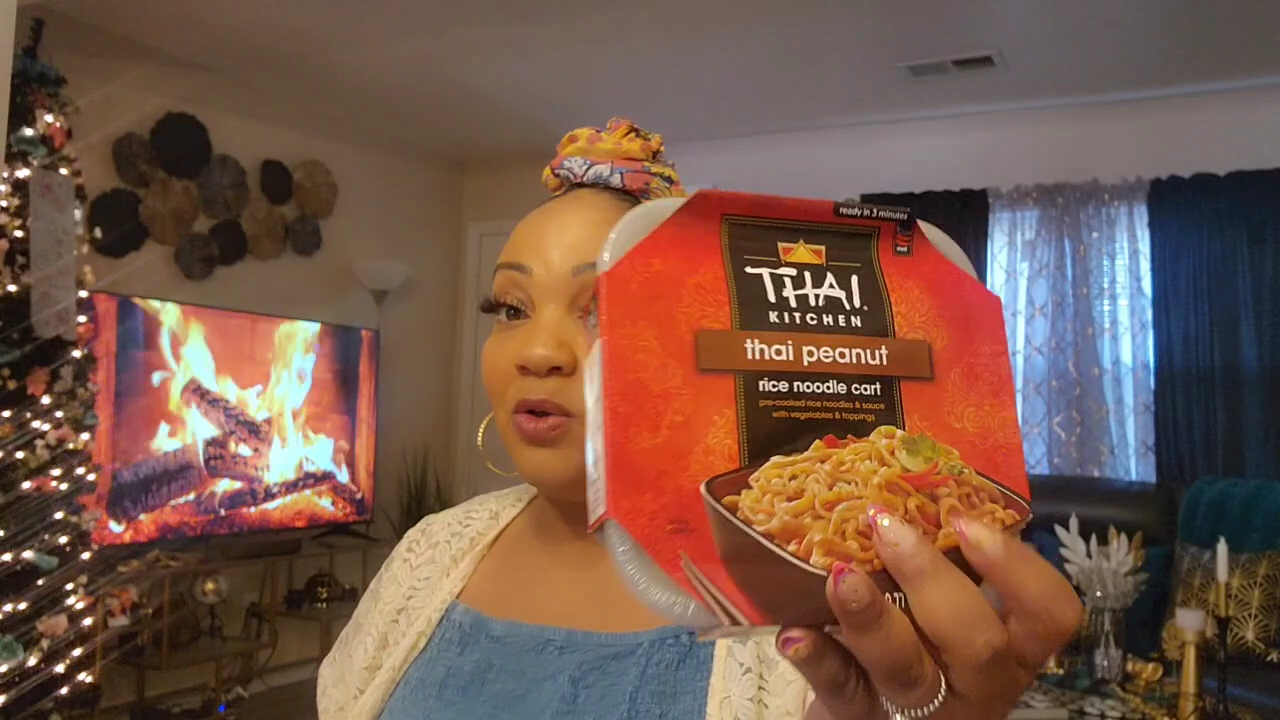 ready in 3 minutes
THAI
KITCHEN
thai peanut
rice noodle cart
pre-cooked rice noodles & sauce
with vegetables & toppings